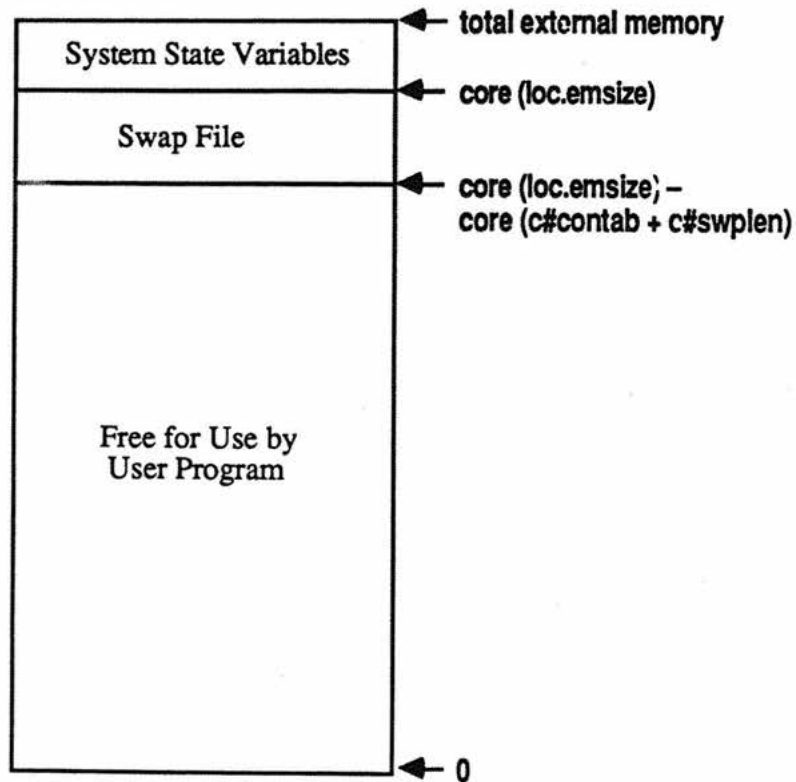 total external memory
System State Variables
core (loc.emsize)
Swap File
core (loc.emsize) –
core (c#contab + c#swplen)
Free for Use by
User Program
0